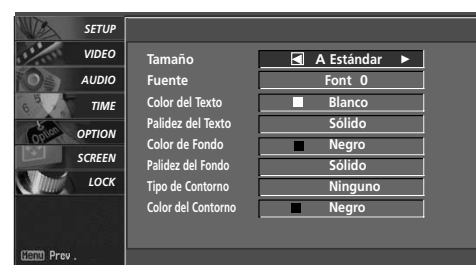 SETUP
VIDEO
AUDIO
TIME
OPTION
SCREEN
LOCK
Tamaño A Estándar
Fuente Font 0
Color del Texto Blanco
Palidez del Texto Sólido
Color de Fondo Negro
Palidez del Fondo Sólido
Tipo de Contorno Ninguno
Color del Contorno Negro
Menu Prev.